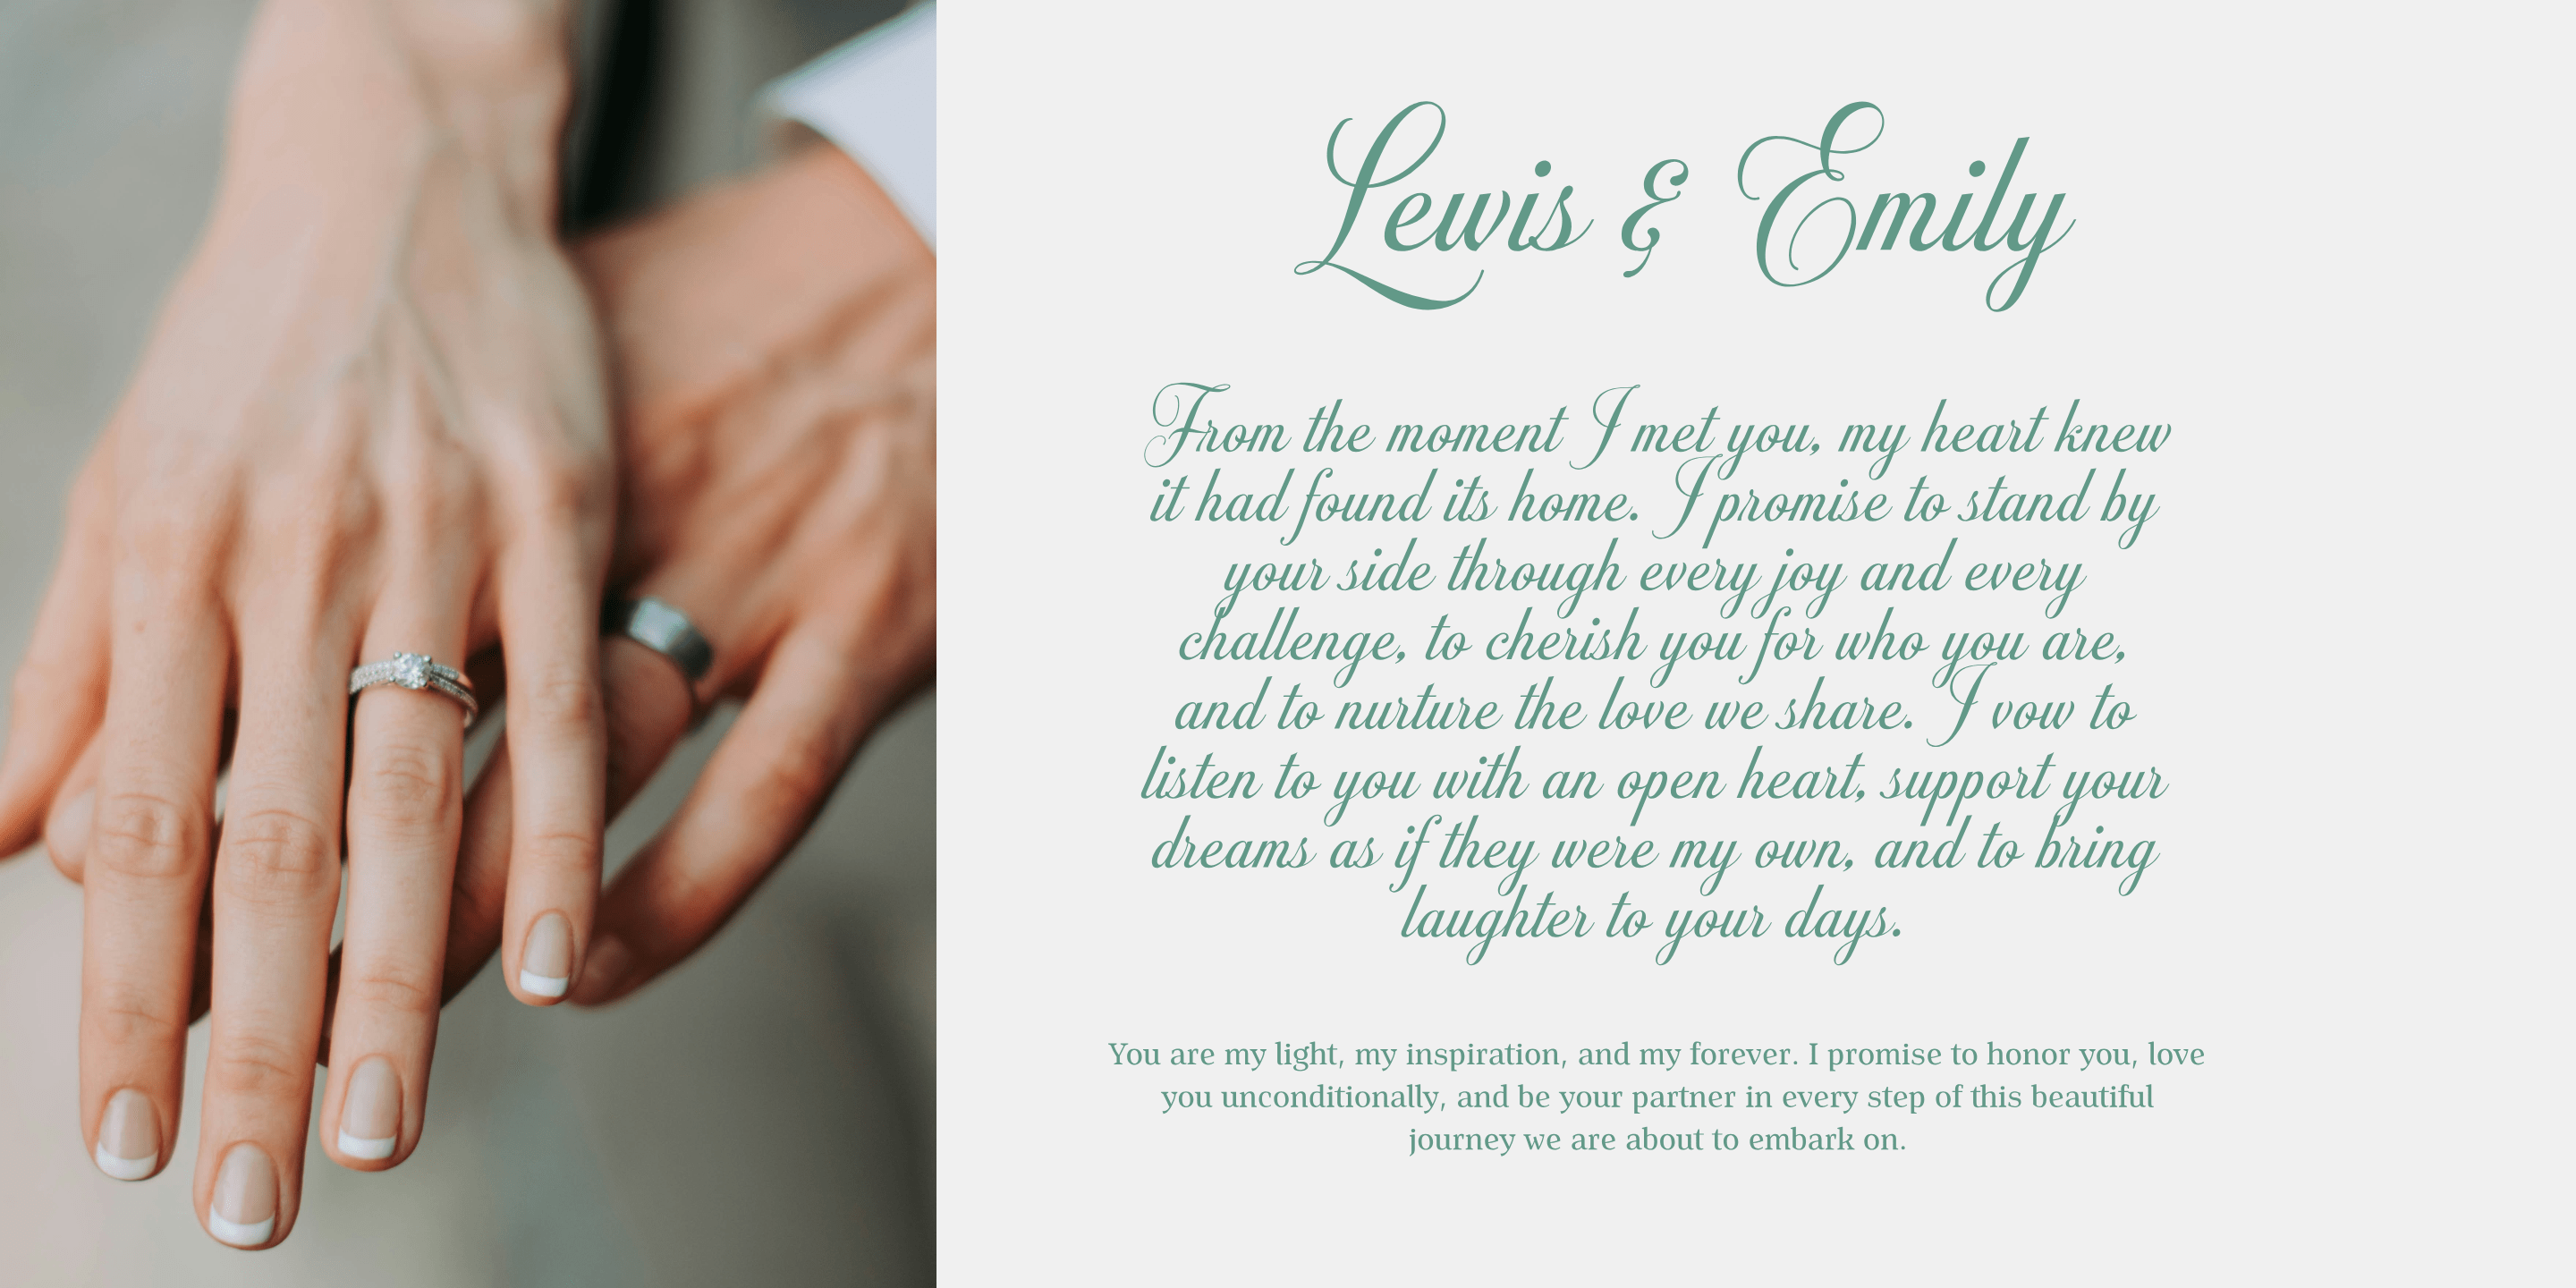 Lewis & Emily
From the moment I met you, my heart knew
it had found its home. I promise to stand by
your side through every joy and every
challenge, to cherish you for who you are,
and to nurture the love we share. I vow to
listen to you with an open heart, support your
dreams as if they were my own, and to bring
laughter to your days.
You are my light, my inspiration, and my forever. I promise to honor you, love
you unconditionally, and be your partner in every step of this beautiful
journey we are about to embark on.